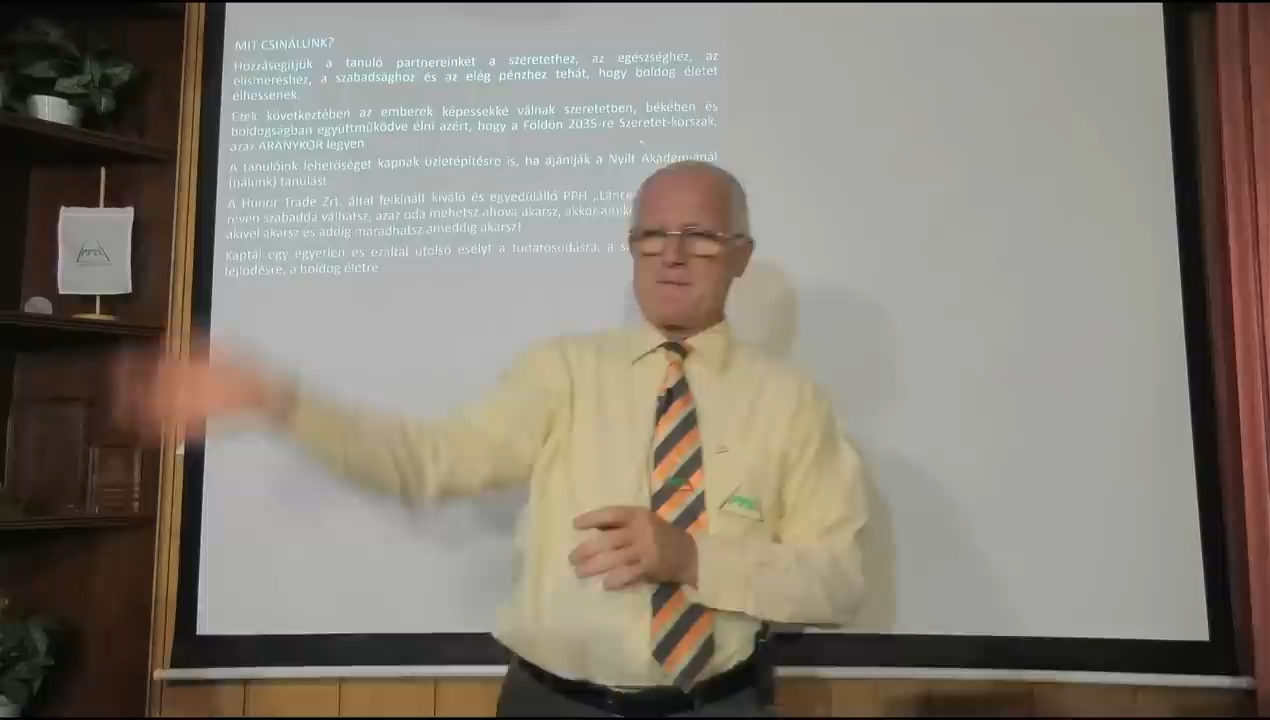 MIT CSINÁLUNK?
Hozzásegítjük a tanuló partnereinket a szeretethez, az egészséghez, az
elismeréshez, a szabadsághoz és az elég pénzhez tehát, hogy boldog életet
élhessenek.
Ezek következtében az emberek képessekké válnak szeretetben, békében és
boldogságban együttműködve élni azért, hogy a Földön 2035-re Szeretet-korszak,
azaz ARANYKOR legyen
A tanulóink lehetőséget kapnak üzletépítésre is, ha ajánlják a Nyílt Akadémiánál
(nálunk) tanulást
A Hunor Trade Zrt. által felkínált kiváló és egyedülálló PPH „Lánc
révén szabaddá válhatsz, azaz oda mehetsz ahová akarsz, akkor amik
akivel akarsz és addig maradhatsz ameddig akarsz!
Kaptál egy egyetlen és ezáltal utolsó esélyt a túltatosodásra, a
fejlődésre, a boldog életre